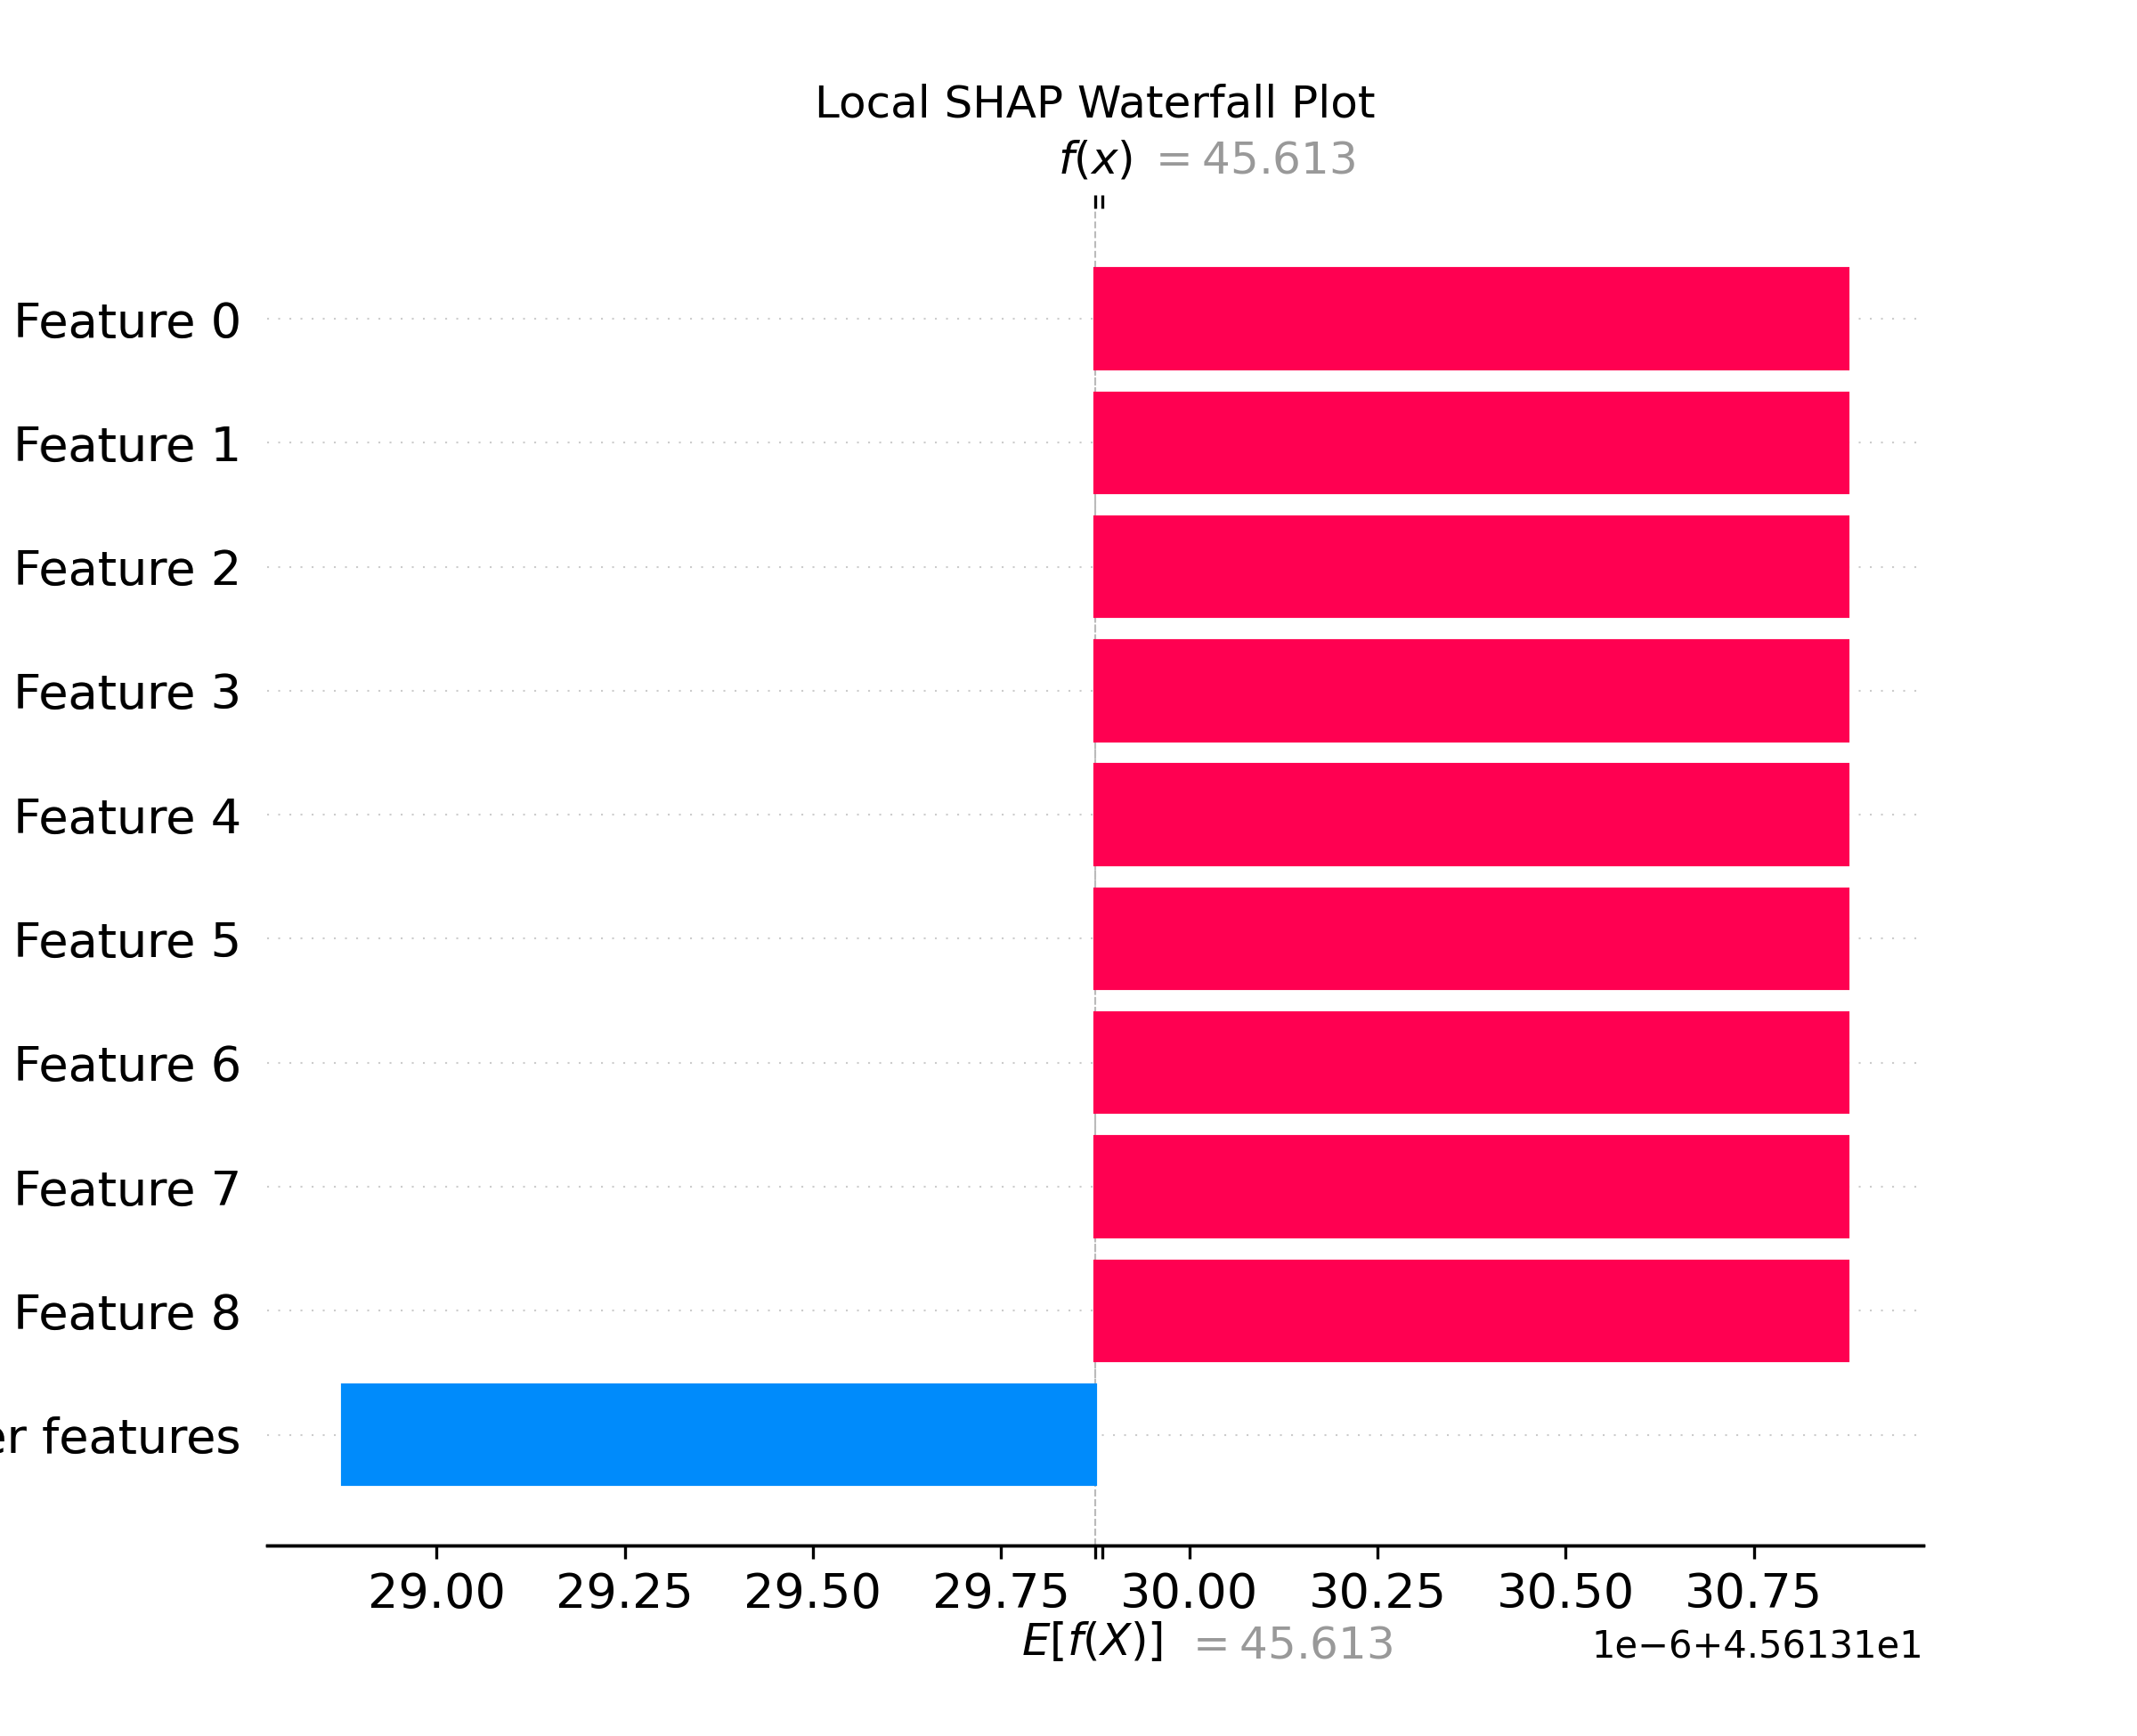 Local SHAP Waterfall Plot
f(x) = 45.613
Feature 0
Feature 1
Feature 2
Feature 3
Feature 4
Feature 5
Feature 6
Feature 7
Feature 8
features
29.00 29.25 29.50 29.75 30.00 30.25 30.50 30.75
E[f(X)] = 45.613
1e−6+4.56131e1